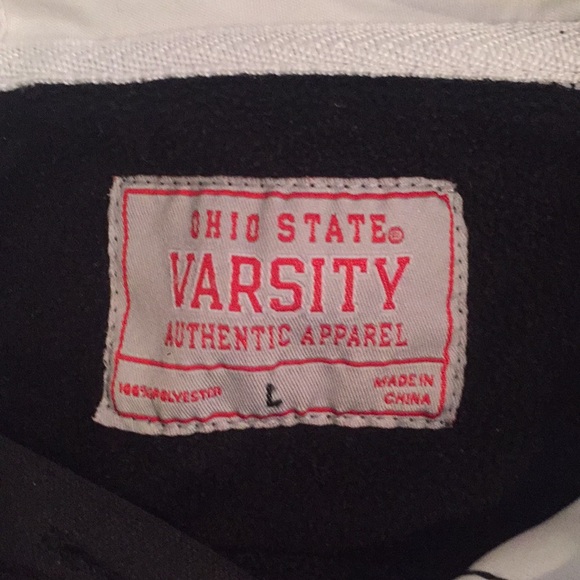 OHIO STATE®
VARSITY
AUTHENTIC APPAREL
100% POLYESTER L MADE IN
CHINA